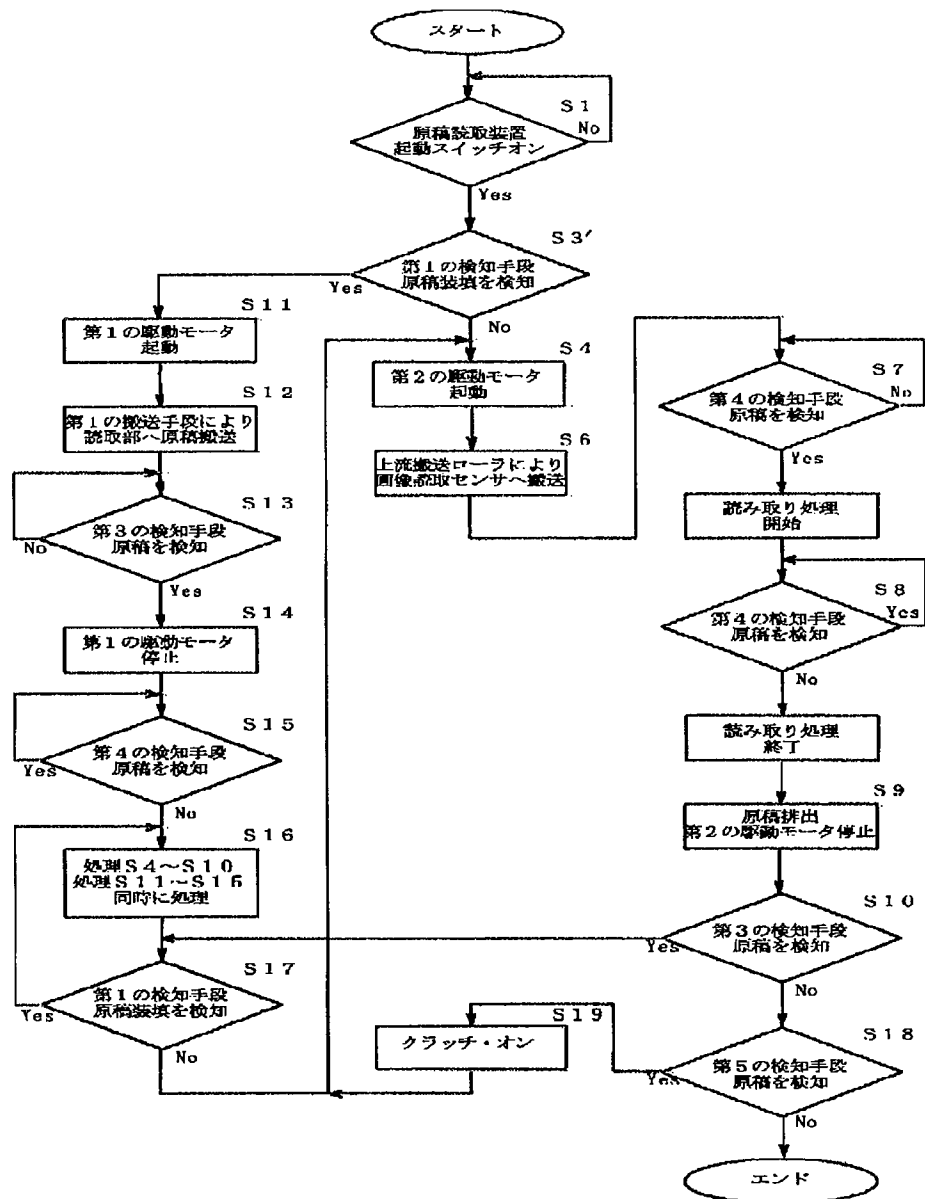 スタート
S1
原稿読取装置
起動スイッチオン
No
Yes
S3′
第1の検知手段
原稿装填を検知
Yes
No
S11
第1の駆動モータ
起動
S12
第1の搬送手段により
読取部へ原稿搬送
S13
第3の検知手段
原稿を検知
No
Yes
S14
第1の駆動モータ
停止
S15
第4の検知手段
原稿を検知
Yes
No
S16
処理S4〜S10
処理S11〜S15
同時に処理
S17
第1の検知手段
原稿装填を検知
Yes
No
S4
第2の駆動モータ
起動
S6
上流搬送ローラにより
画像読取センサへ搬送
S7
第4の検知手段
原稿を検知
No
Yes
読み取り処理
開始
S8
第4の検知手段
原稿を検知
Yes
No
読み取り処理
終了
S9
原稿排出
第2の駆動モータ停止
S10
第3の検知手段
原稿を検知
Yes
No
S18
第5の検知手段
原稿を検知
Yes
No
S19
クラッチ・オン
エンド